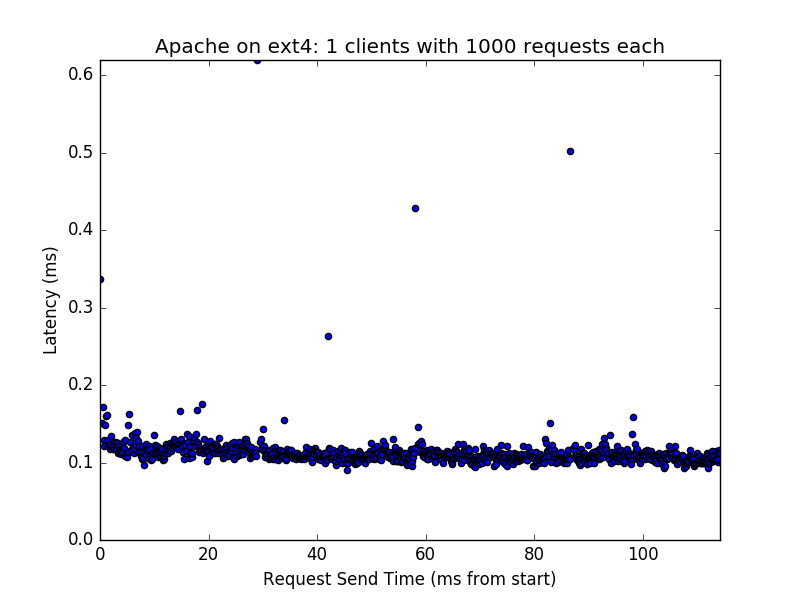 Apache on ext4: 1 clients with 1000 requests each
0.6
0.5
0.4
0.3
0.2
0.1
0.0
Latency (ms)
0 20 40 60 80 100
Request Send Time (ms from start)